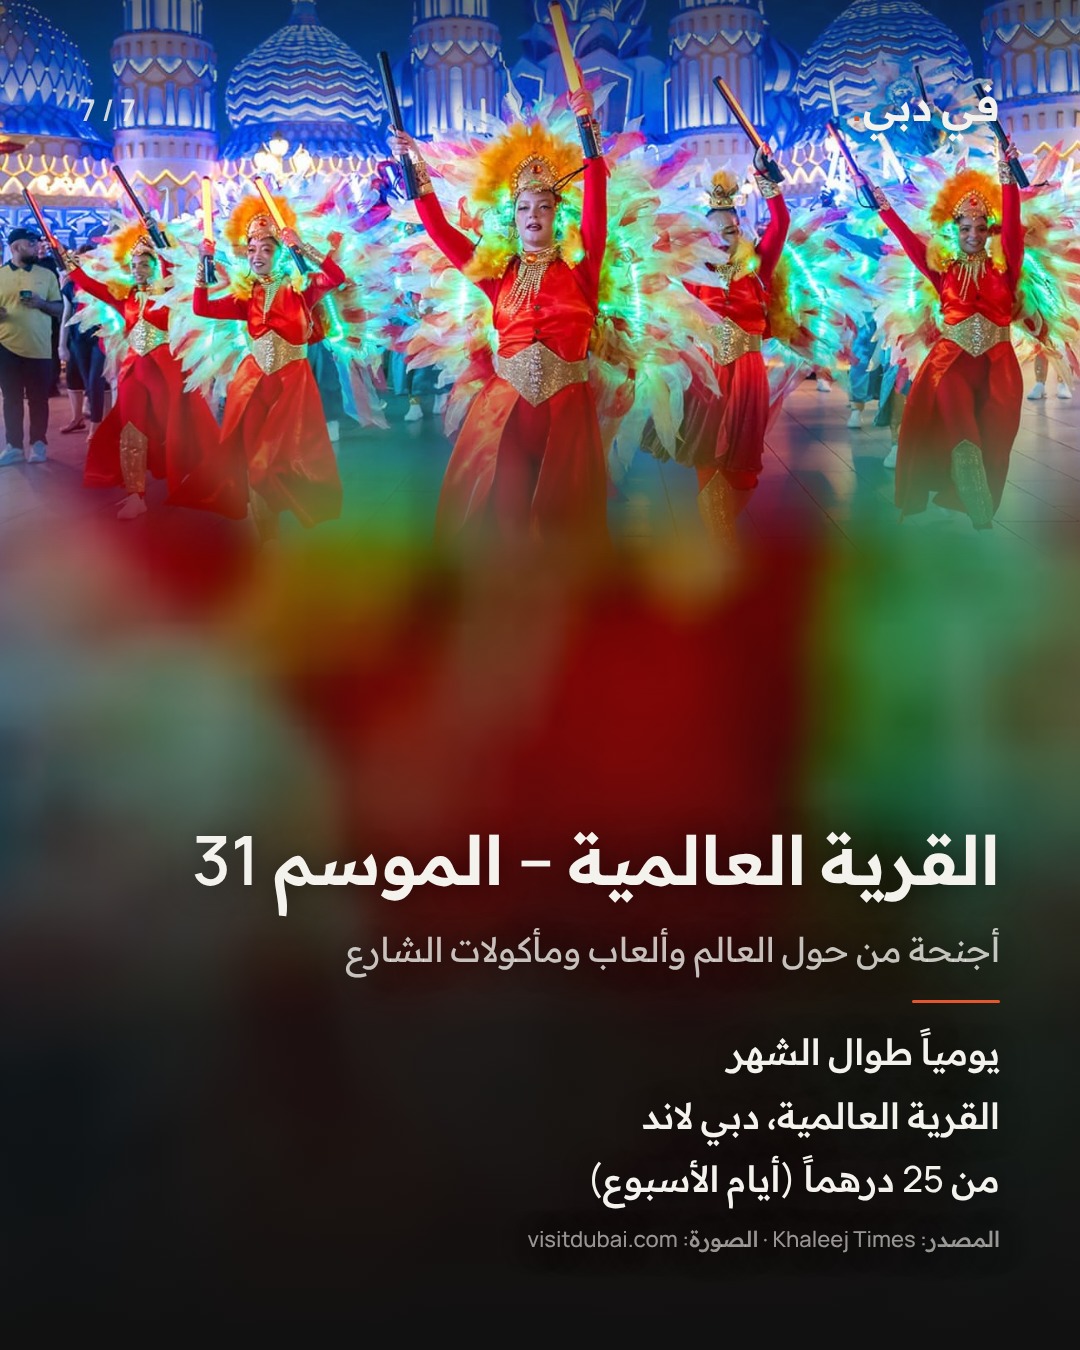 في دبي.
7 / 7
القرية العالمية – الموسم 31
أجنحة من حول العالم وألعاب ومأكولات الشارع
يومياً طوال الشهر
القرية العالمية، دبي لاند
من 25 درهماً (أيام الأسبوع)
المصدر: Khaleej Times · الصورة: visitdubai.com